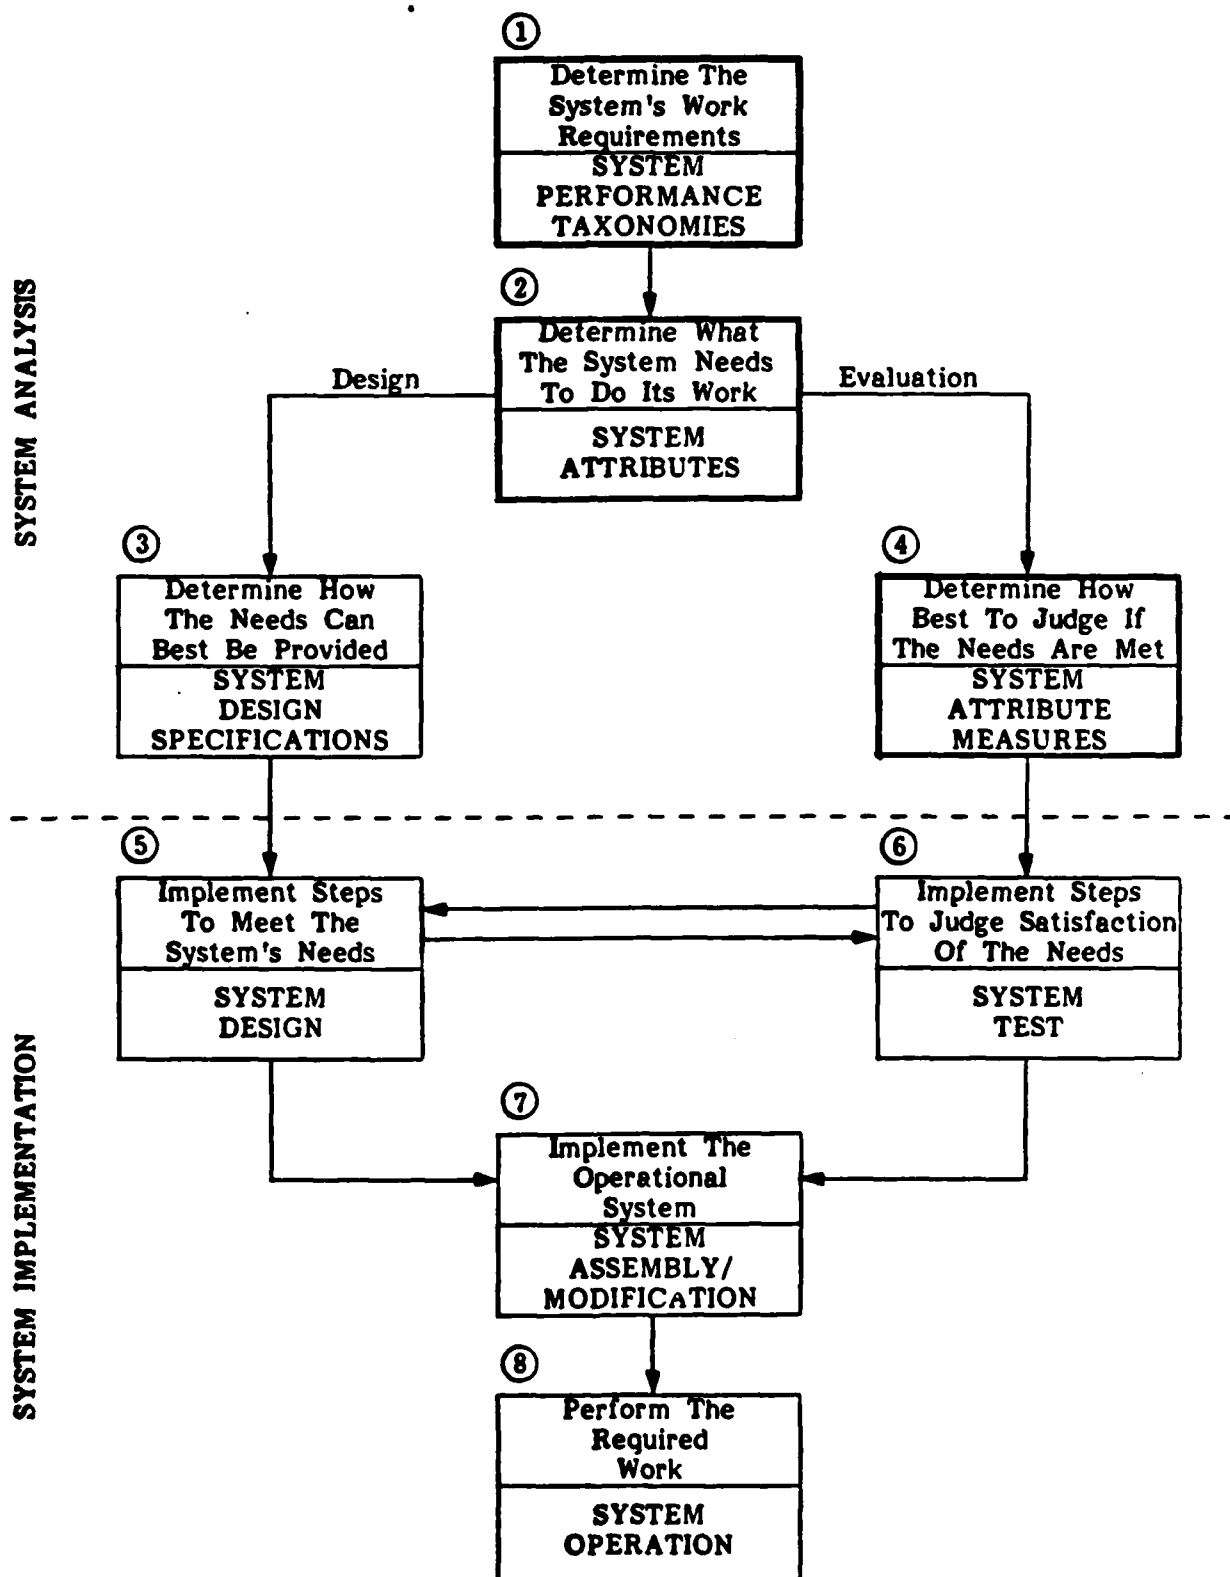 ①
Determine The
System's Work
Requirements
SYSTEM
PERFORMANCE
TAXONOMIES
SYSTEM ANALYSIS
②
Determine What
The System Needs
To Do Its Work
SYSTEM
ATTRIBUTES
Design
Evaluation
③
Determine How
The Needs Can
Best Be Provided
SYSTEM
DESIGN
SPECIFICATIONS
④
Determine How
Best To Judge If
The Needs Are Met
SYSTEM
ATTRIBUTE
MEASURES
SYSTEM IMPLEMENTATION
⑤
Implement Steps
To Meet The
System's Needs
SYSTEM
DESIGN
⑥
Implement Steps
To Judge Satisfaction
Of The Needs
SYSTEM
TEST
⑦
Implement The
Operational
System
SYSTEM
ASSEMBLY/
MODIFICATION
⑧
Perform The
Required
Work
SYSTEM
OPERATION